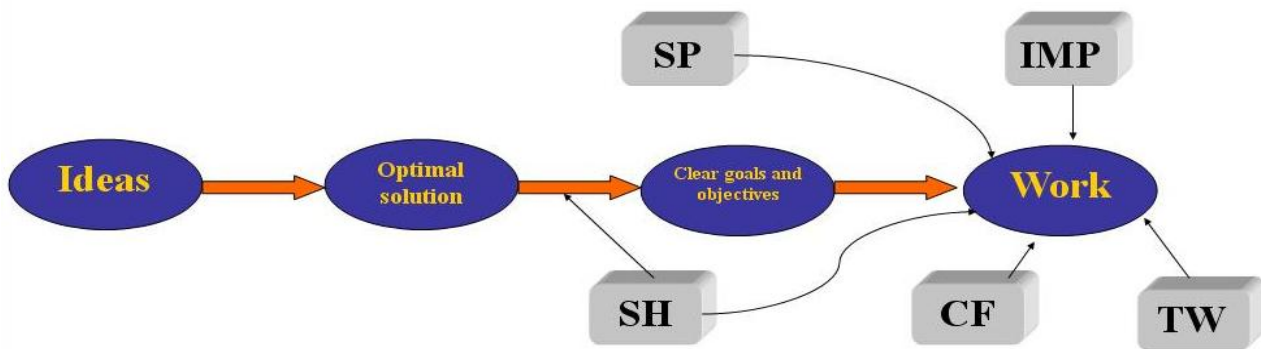 SP
IMP
Ideas
Optimal
solution
Clear goals and
objectives
Work
SH
CF
TW